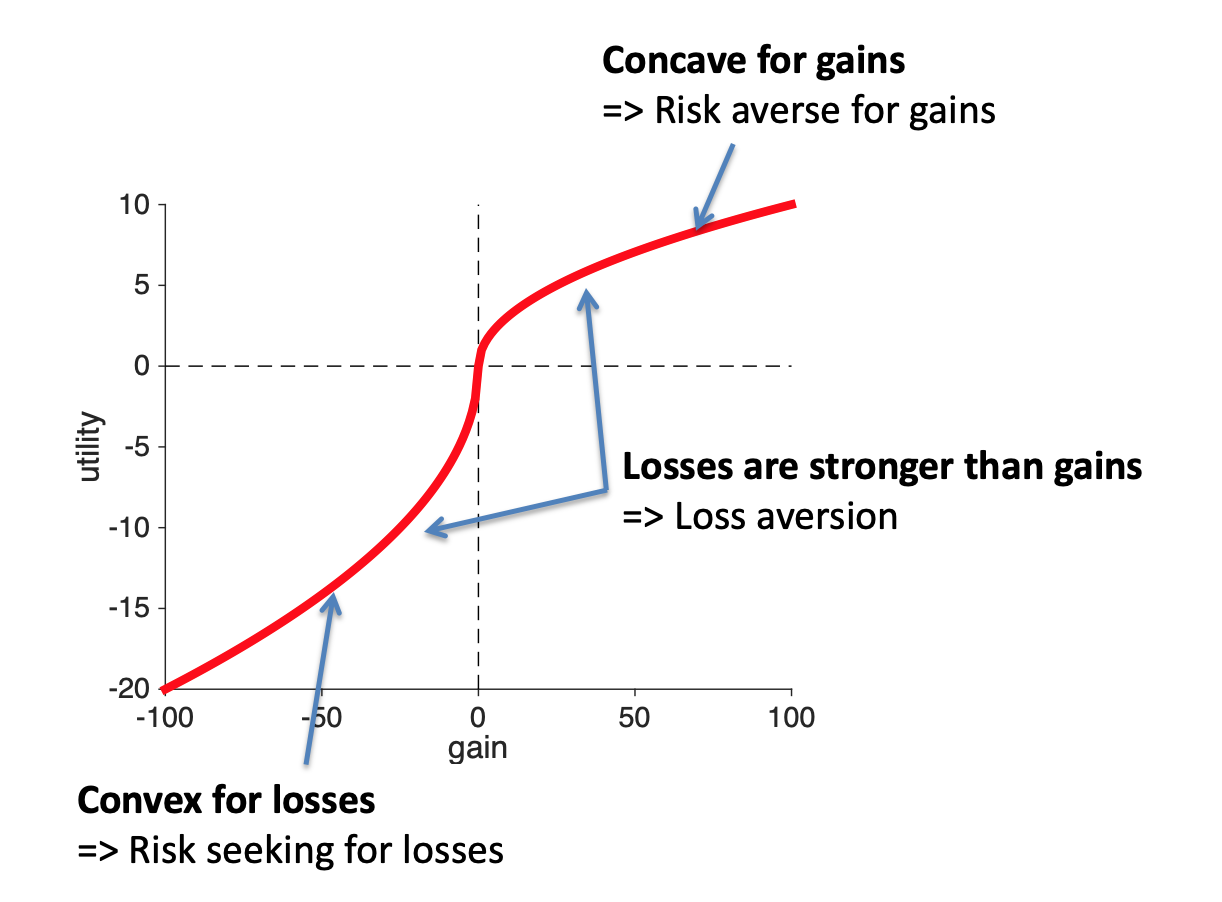 Concave for gains
=> Risk averse for gains
10
5
0
-5
-10
-15
-20
utility
Losses are stronger than gains
=> Loss aversion
-100
-50
0
50
100
gain
Convex for losses
=> Risk seeking for losses